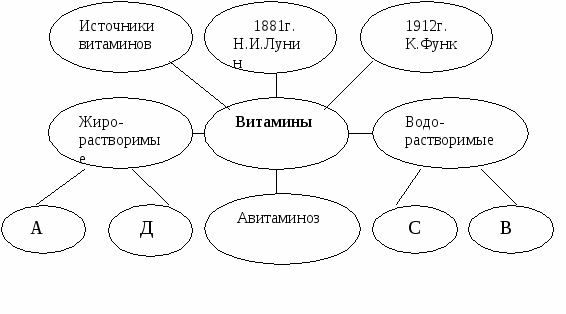 Источники
витаминов
1881г.
Н.И.Луни
н
1912г.
К.Функ
Жиро-
растворимы
е
Витамины
Водо-
растворимые
А
Д
Авитаминоз
С
В